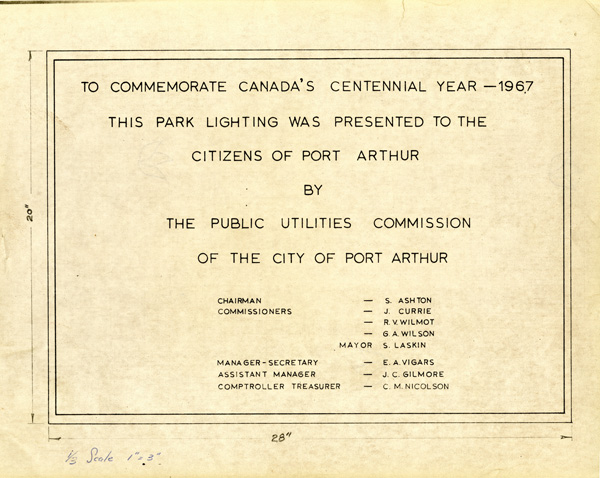 TO COMMEMORATE CANADA'S CENTENNIAL YEAR — 1967
THIS PARK LIGHTING WAS PRESENTED TO THE
CITIZENS OF PORT ARTHUR
BY
THE PUBLIC UTILITIES COMMISSION
OF THE CITY OF PORT ARTHUR
CHAIRMAN — S. ASHTON
COMMISSIONERS — J. CURRIE
— R.V. WILMOT
— G.A. WILSON
MAYOR S. LASKIN
MANAGER-SECRETARY — E.A. VIGARS
ASSISTANT MANAGER — J.C. GILMORE
COMPTROLLER TREASURER — C.M. NICOLSON
20"
28"
1/3 Scale 1" = 3"